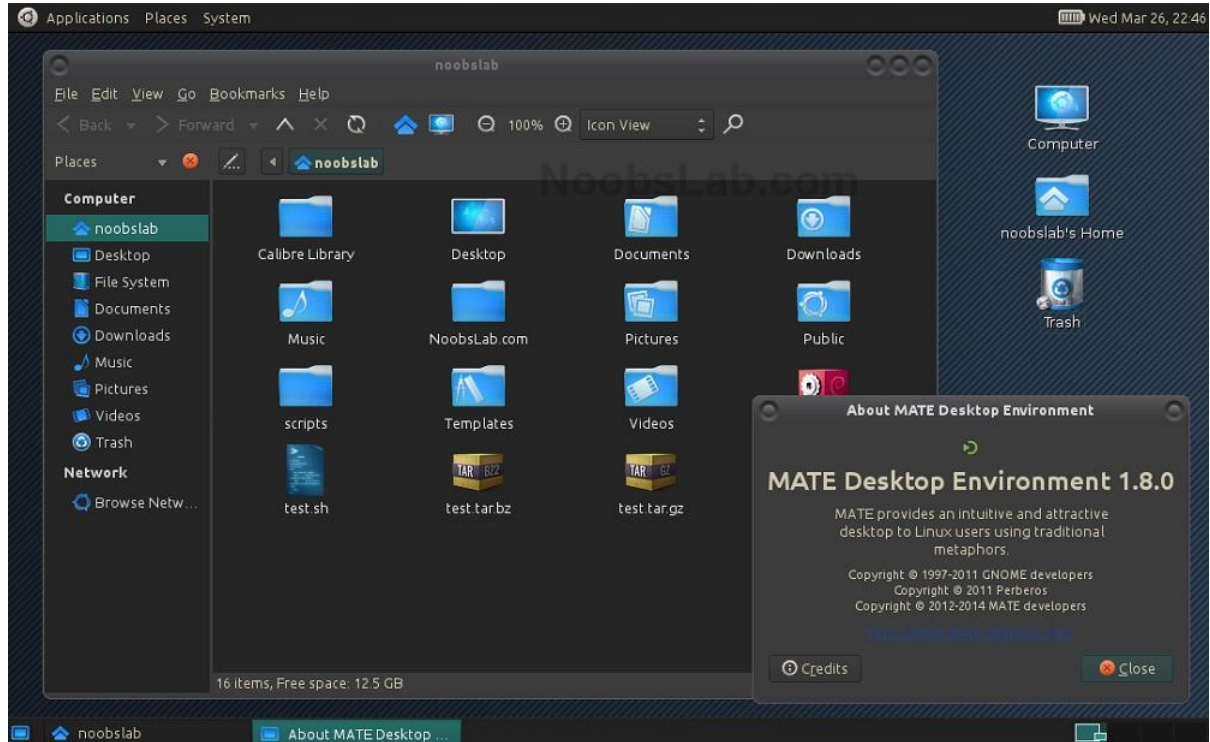 Applications Places System
Wed Mar 26, 22:46
noobslab
File Edit View Go Bookmarks Help
Back Forward 100% Icon View
Places noobslab
NoobsLab.com
Computer
noobslab
Desktop
File System
Documents
Downloads
Music
Pictures
Videos
Trash
Network
Browse Netw...
Calibre Library Desktop Documents Downloads
Music NoobsLab.com Pictures Public
scripts Templates Videos
TAR BZ2 TAR GZ
test.sh test.tar.bz test.tar.gz
16 items, Free space: 12.5 GB
Computer
noobslab's Home
Trash
About MATE Desktop Environment
MATE Desktop Environment 1.8.0
MATE provides an intuitive and attractive
desktop to Linux users using traditional
metaphors.
Copyright © 1997-2011 GNOME developers
Copyright © 2011 Perberos
Copyright © 2012-2014 MATE developers
Credits Close
noobslab About MATE Desktop ...